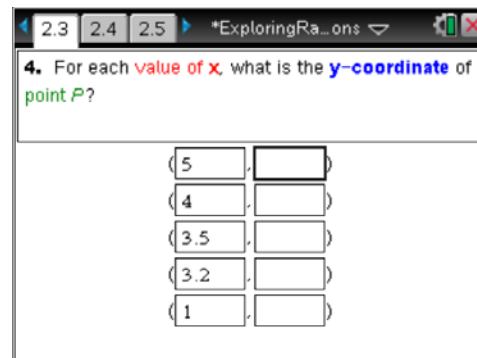 2.3 2.4 2.5 *ExploringRa…ons
4. For each value of x, what is the y-coordinate of
point P?
(5,)
(4,)
(3.5,)
(3.2,)
(1,)